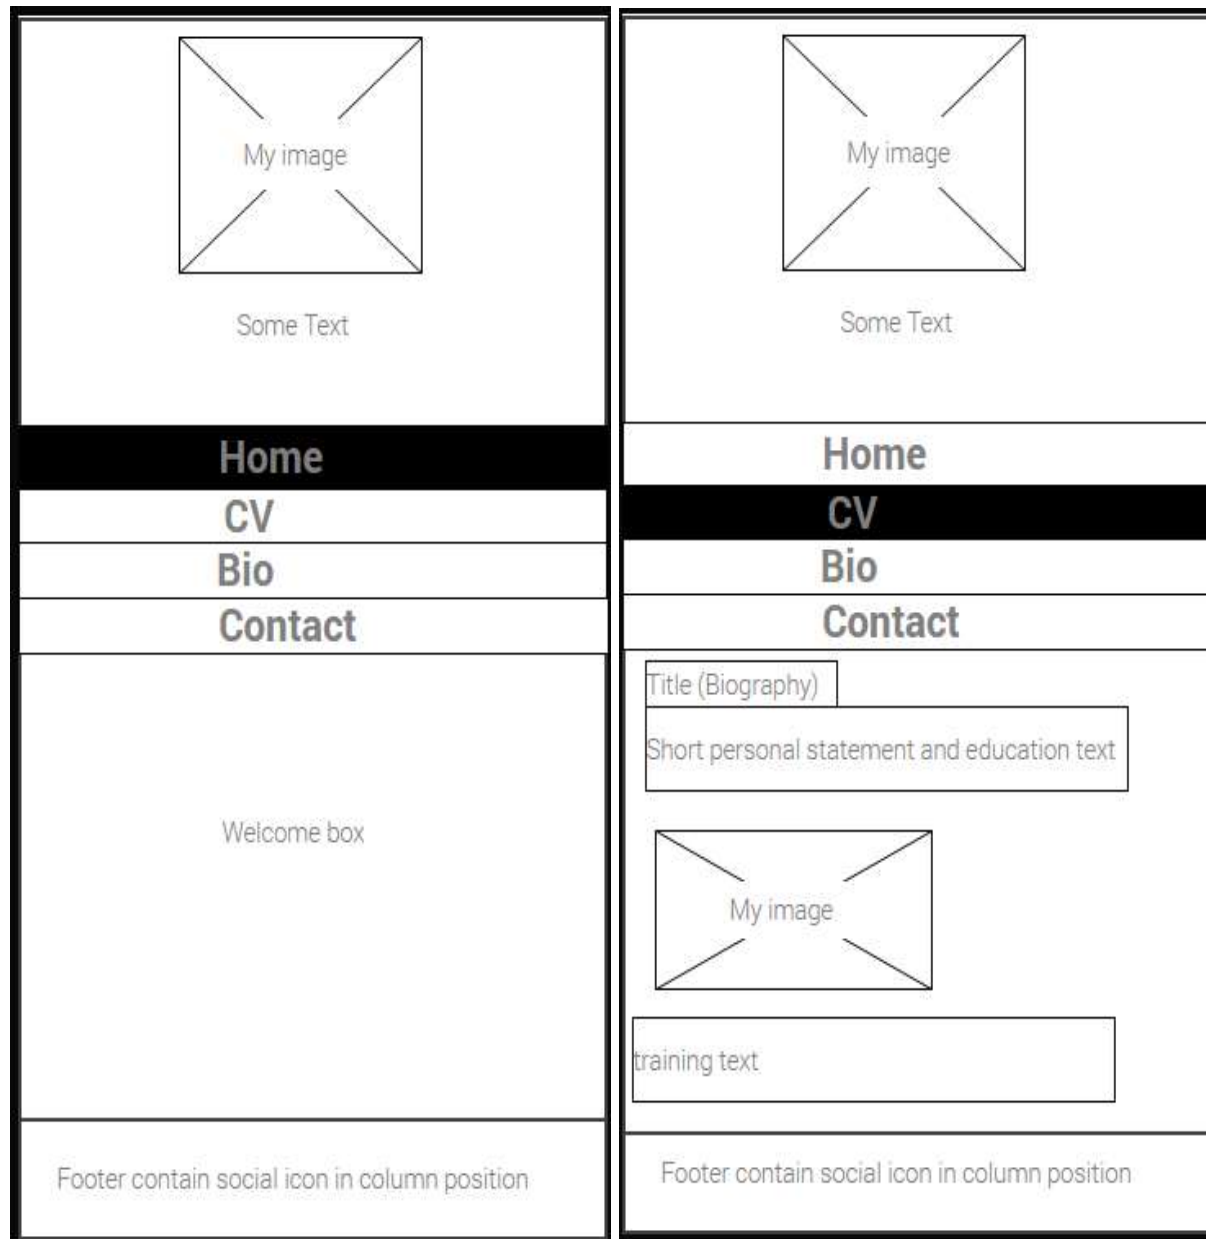 My image
Some Text
Home
CV
Bio
Contact
Welcome box
Footer contain social icon in column position
My image
Some Text
Home
CV
Bio
Contact
Title (Biography)
Short personal statement and education text
My image
training text
Footer contain social icon in column position